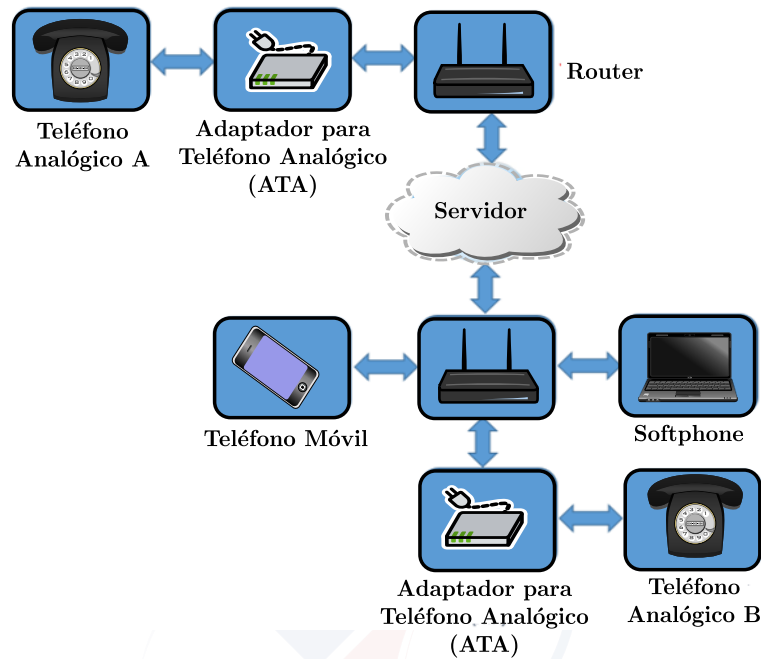 Teléfono
Analógico A
Adaptador para
Teléfono Analógico
(ATA)
Router
Servidor
Teléfono Móvil
Softphone
Adaptador para
Teléfono Analógico
(ATA)
Teléfono
Analógico B